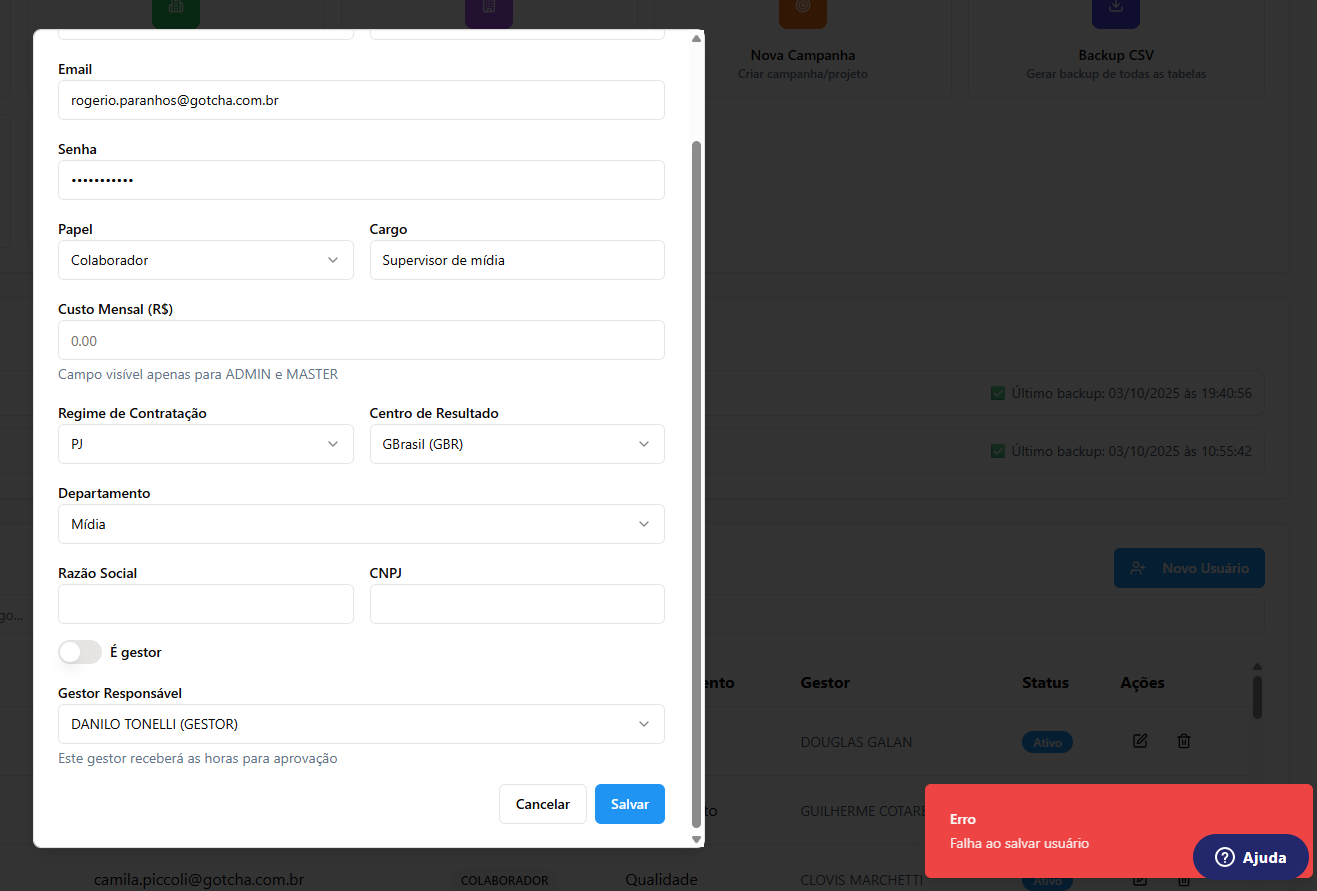 Nova Campanha
Criar campanha/projeto
Backup CSV
Gerar backup de todas as tabelas
Email
rogerio.paranhos@gotcha.com.br
Senha
•••••••••••
Papel
Cargo
Colaborador
Supervisor de mídia
Custo Mensal (R$)
0.00
Campo visível apenas para ADMIN e MASTER
Último backup: 03/10/2025 às 19:40:56
Regime de Contratação
Centro de Resultado
PJ
GBrasil (GBR)
Último backup: 03/10/2025 às 10:55:42
Departamento
Mídia
Novo Usuário
Razão Social
CNPJ
go...
É gestor
Gestor Responsável
DANILO TONELLI (GESTOR)
Este gestor receberá as horas para aprovação
Cancelar
Salvar
ento
Gestor
Status
Ações
DOUGLAS GALAN
Ativo
to
GUILHERME COTARE
Erro
Falha ao salvar usuário
Ajuda
camila.piccoli@gotcha.com.br
COLABORADOR
Qualidade
CLOVIS MARCHETTI
Ativo